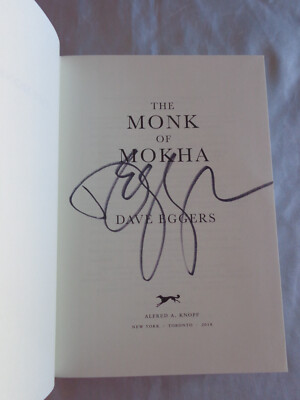 THE
MONK
OF
MOKHA
DAVE EGGERS
ALFRED A. KNOPF
NEW YORK · TORONTO · 2018